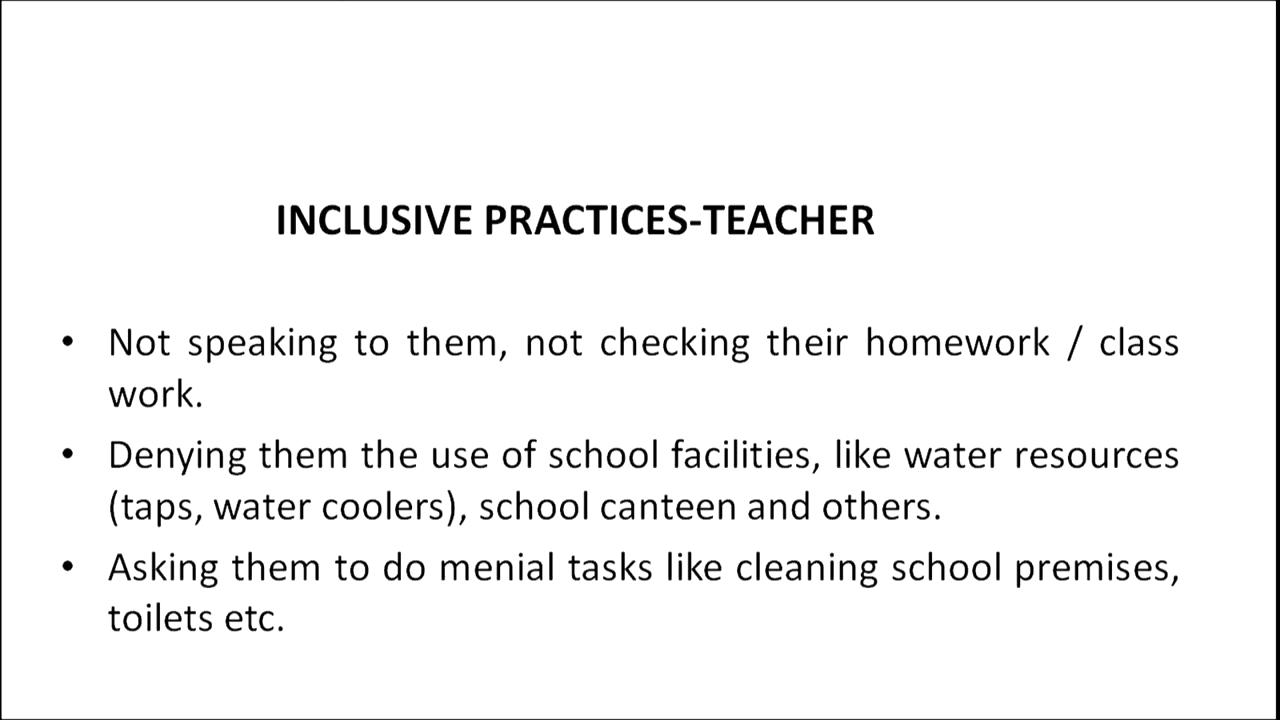 INCLUSIVE PRACTICES-TEACHER
• Not speaking to them, not checking their homework / class
work.
• Denying them the use of school facilities, like water resources
(taps, water coolers), school canteen and others.
• Asking them to do menial tasks like cleaning school premises,
toilets etc.